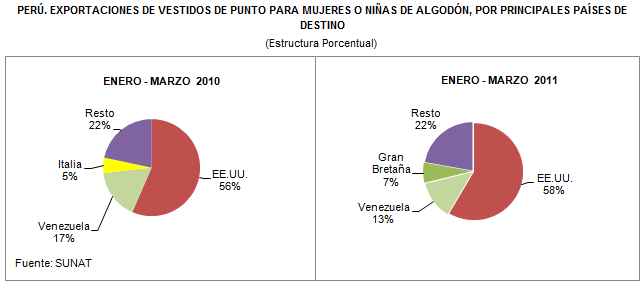 PERÚ. EXPORTACIONES DE VESTIDOS DE PUNTO PARA MUJERES O NIÑAS DE ALGODÓN, POR PRINCIPALES PAÍSES DE
DESTINO
(Estructura Porcentual)
ENERO - MARZO 2010
Resto
22%
Italia
5%
EE.UU.
56%
Venezuela
17%
Fuente: SUNAT
ENERO - MARZO 2011
Resto
22%
Gran
Bretaña
7%
EE.UU.
58%
Venezuela
13%